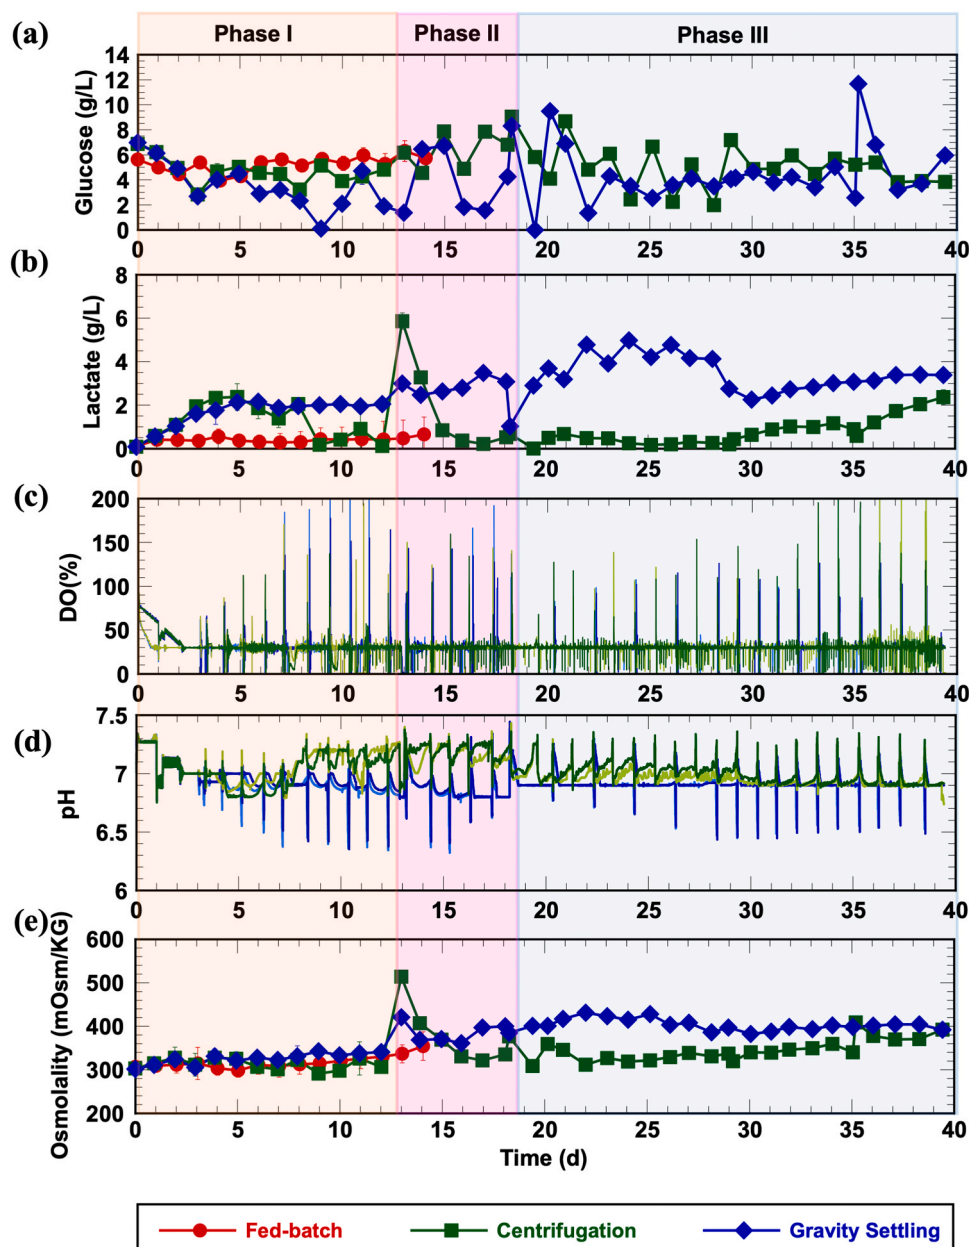 Phase I Phase II Phase III
(a)
Glucose (g/L)
14
12
10
8
6
4
2
0
0 5 10 15 20 25 30 35 40
(b)
Lactate (g/L)
8
6
4
2
0
0 5 10 15 20 25 30 35 40
(c)
DO(%)
200
150
100
50
0
0 5 10 15 20 25 30 35 40
(d)
pH
7.5
7
6.5
6
0 5 10 15 20 25 30 35 40
(e)
Osmolality (mOsm/KG)
600
500
400
300
200
0 5 10 15 20 25 30 35 40
Time (d)
Fed-batch Centrifugation Gravity Settling